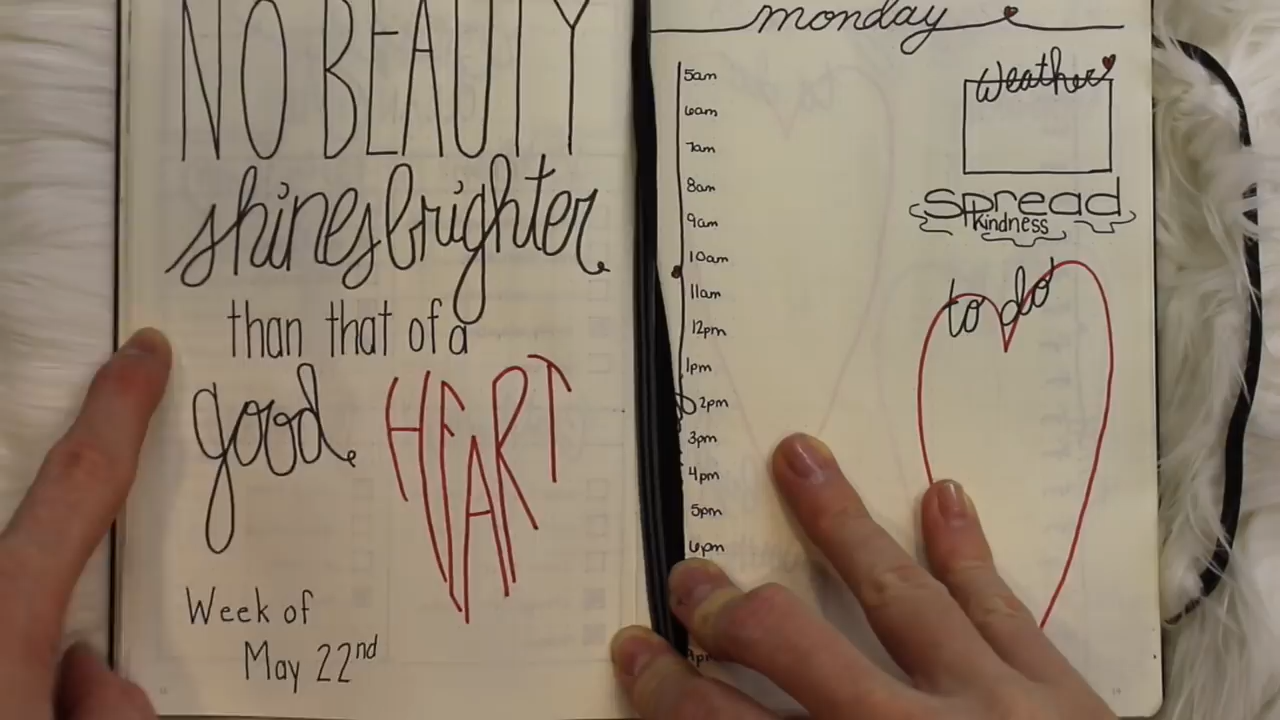 NO BEAUTY
shines brighter
than that of a
good HEART
Week of
May 22nd
monday
5am
6am
7am
8am
9am
10am
11am
12pm
1pm
2pm
3pm
4pm
5pm
6pm
9pm
weather
spread
kindness
to do